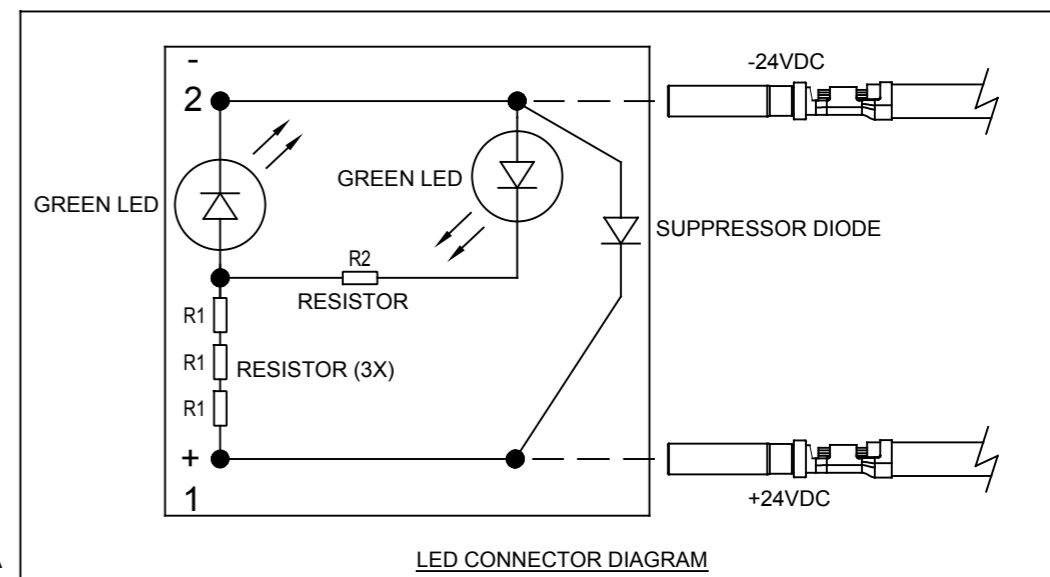 -
2
-24VDC
GREEN LED
GREEN LED
SUPPRESSOR DIODE
R2
RESISTOR
R1
R1
RESISTOR (3X)
R1
+
1
+24VDC
LED CONNECTOR DIAGRAM